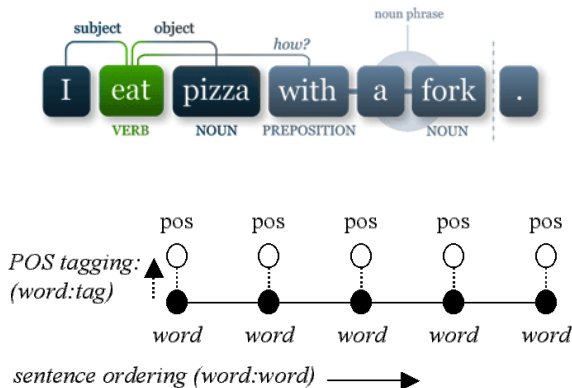 noun phrase
subject object
how?
I eat pizza with a fork .
VERB NOUN PREPOSITION NOUN
pos pos pos pos pos
POS tagging:
(word:tag)
word word word word word
sentence ordering (word:word)